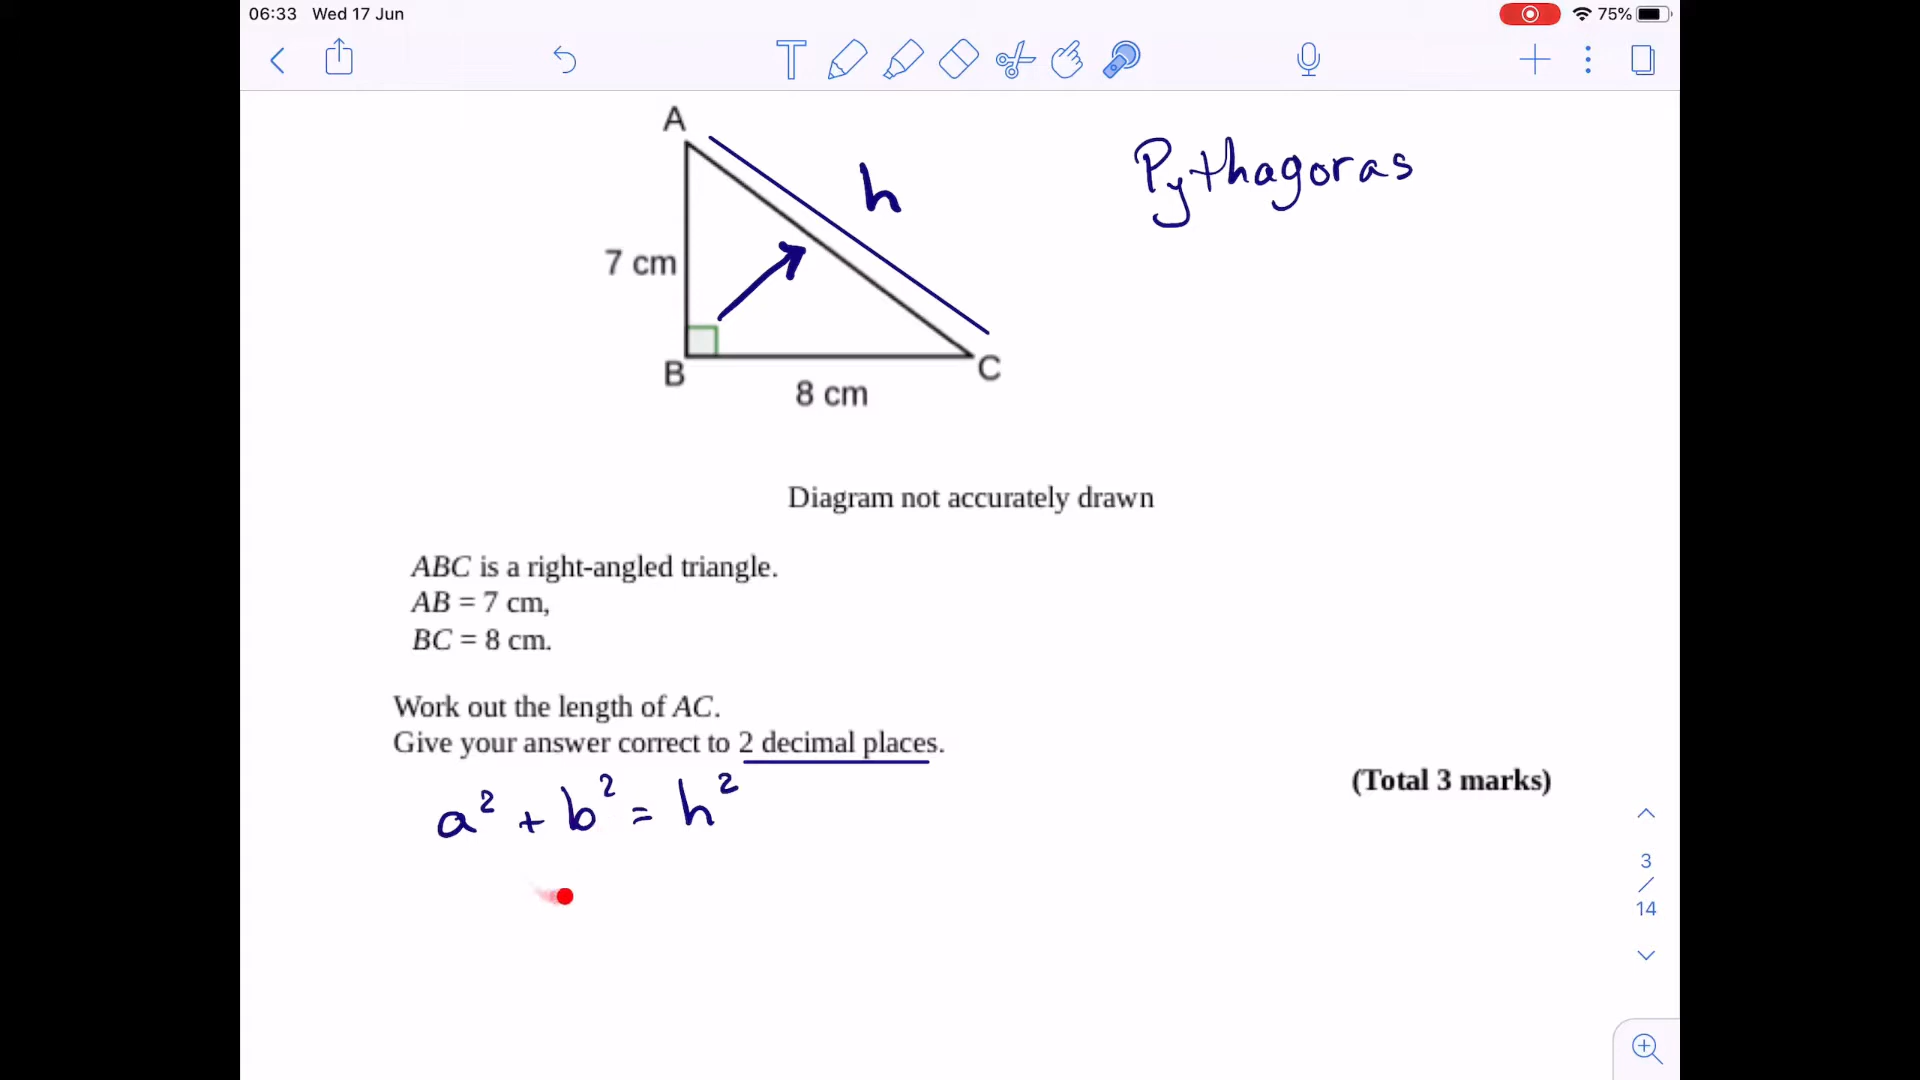 06:33 Wed 17 Jun
75%
T
A
h
Pythagoras
7 cm
B
C
8 cm
Diagram not accurately drawn
ABC is a right-angled triangle.
AB = 7 cm,
BC = 8 cm.
Work out the length of AC.
Give your answer correct to 2 decimal places.
(Total 3 marks)
a² + b² = h²
3
/
14